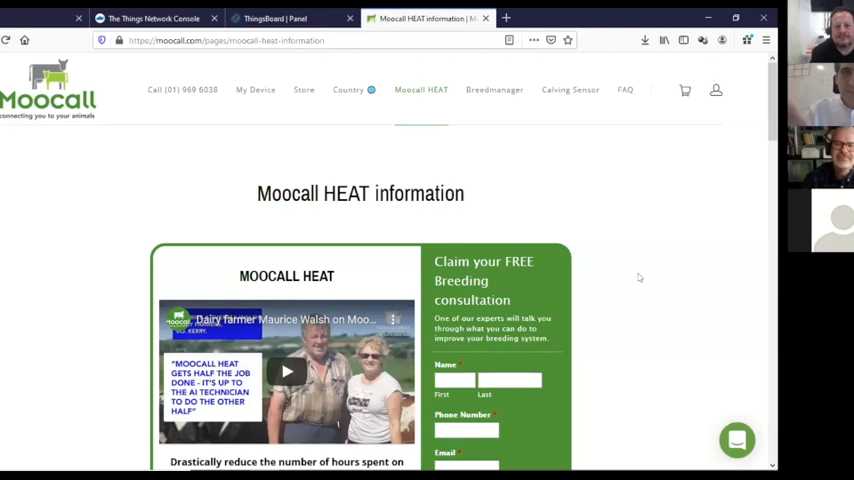 The Things Network Console
ThingsBoard | Panel
Moocall HEAT information | M
https://moocall.com/pages/moocall-heat-information
Moocall
connecting you to your animals
Call (01) 969 6038
My Device
Store
Country
Moocall HEAT
Breedmanager
Calving Sensor
FAQ
Moocall HEAT information
MOOCALL HEAT
Dairy farmer Maurice Walsh on Moo...
CO. KERRY.
"MOOCALL HEAT
GETS HALF THE JOB
DONE - IT'S UP TO
THE AI TECHNICIAN
TO DO THE OTHER
HALF"
Drastically reduce the number of hours spent on
Claim your FREE
Breeding
consultation
One of our experts will talk you
through what you can do to
improve your breeding system.
Name *
First
Last
Phone Number *
Email *